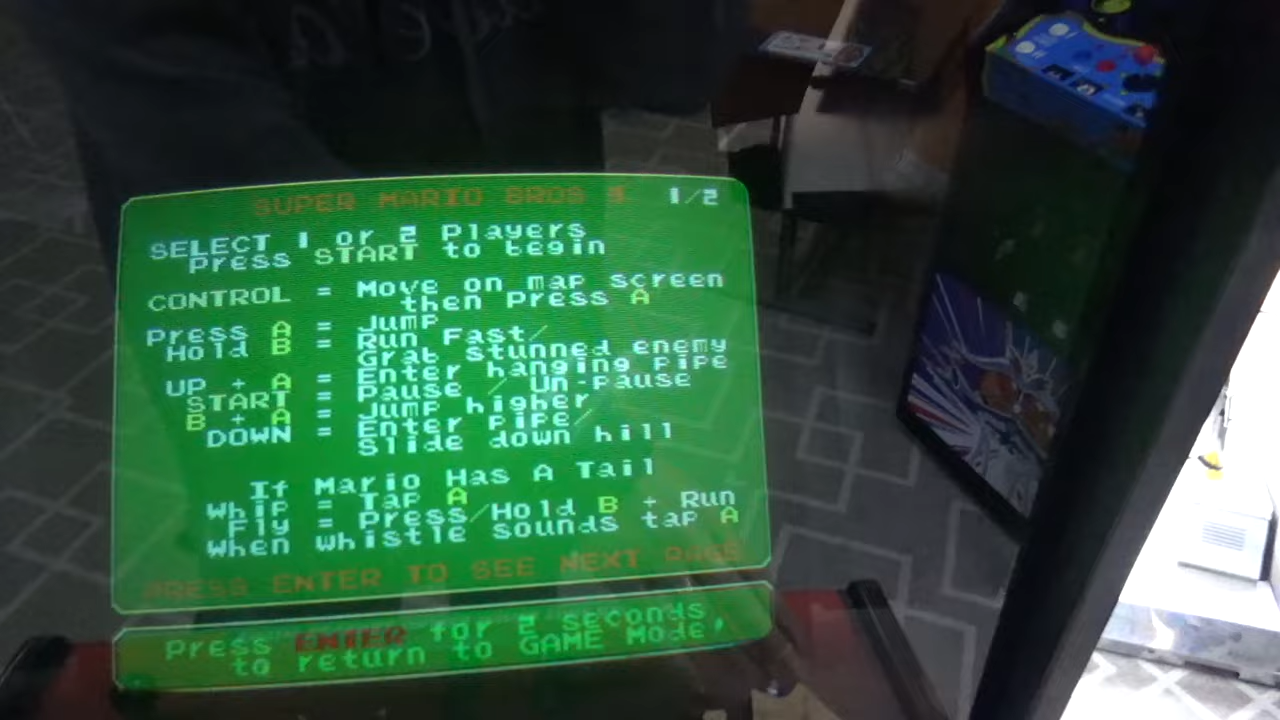 SUPER MARIO BROS 3 1/2
SELECT 1 or 2 Players
Press START to begin
CONTROL = Move on map screen
then Press A
Press A = Jump
Hold B = Run Fast/
Grab stunned enemy
UP + A = Enter hanging pipe
START = Pause / Un-pause
B + A = Jump higher
DOWN = Enter pipe/
Slide down hill
If Mario Has A Tail
Whip = Tap A
Fly = Press/Hold B + Run
When whistle sounds tap A
PRESS ENTER TO SEE NEXT PAGE
Press ENTER for 2 seconds,
to return to GAME Mode,